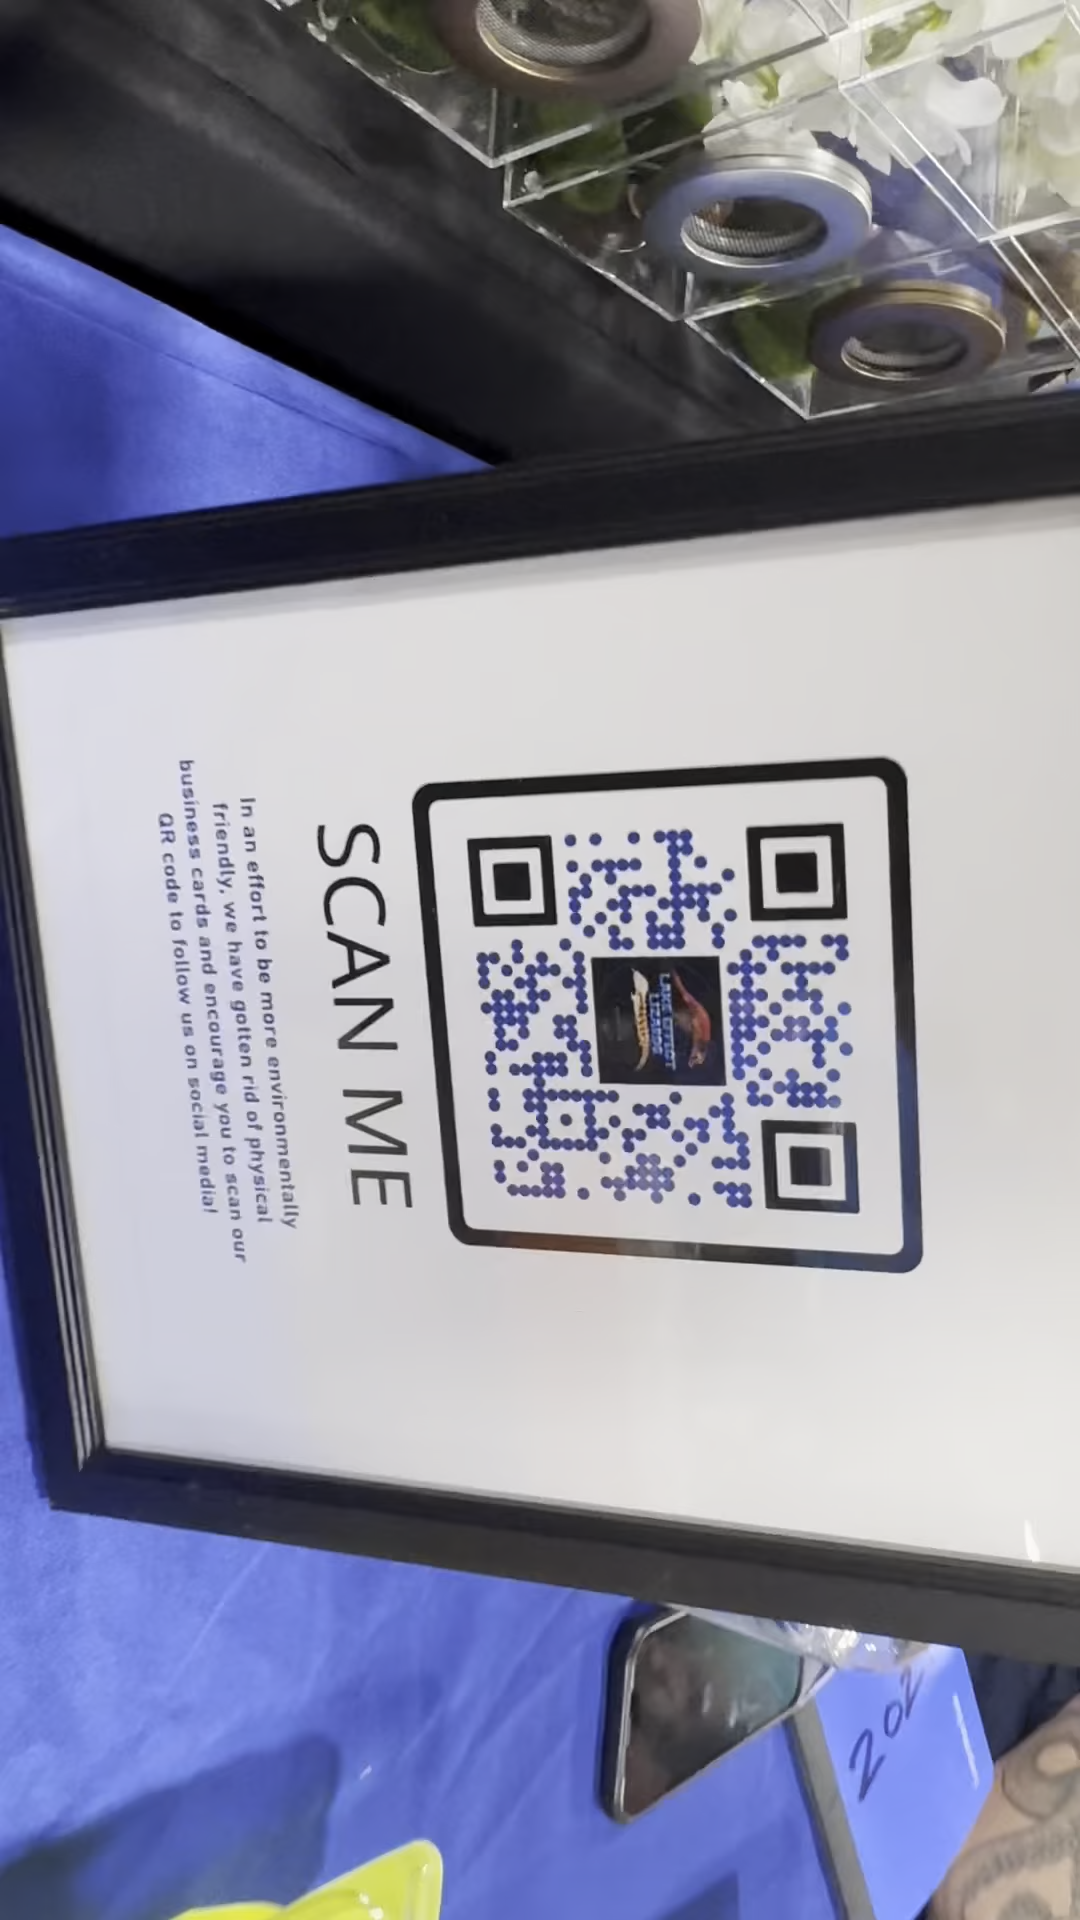 LAKE EFFECT
LIZARDS
SCAN ME
In an effort to be more environmentally
friendly, we have gotten rid of physical
business cards and encourage you to scan our
QR code to follow us on social media!
202